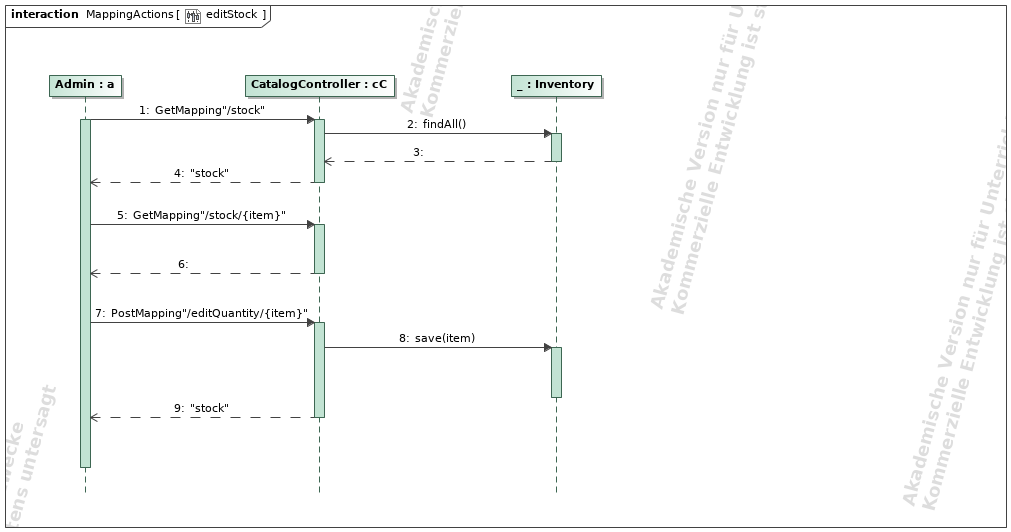 interaction MappingActions [ editStock ]
Admin : a
CatalogController : cC
_ : Inventory
1: GetMapping"/stock"
2: findAll()
3:
4: "stock"
5: GetMapping"/stock/{item}"
6:
7: PostMapping"/editQuantity/{item}"
8: save(item)
9: "stock"
Akademisc
Kommerzie
Akademische Version nur für U
Kommerzielle Entwicklung ist s
Akademische Version nur für Unterric
Kommerzielle Entwicklung ist
wecke
ens untersagt